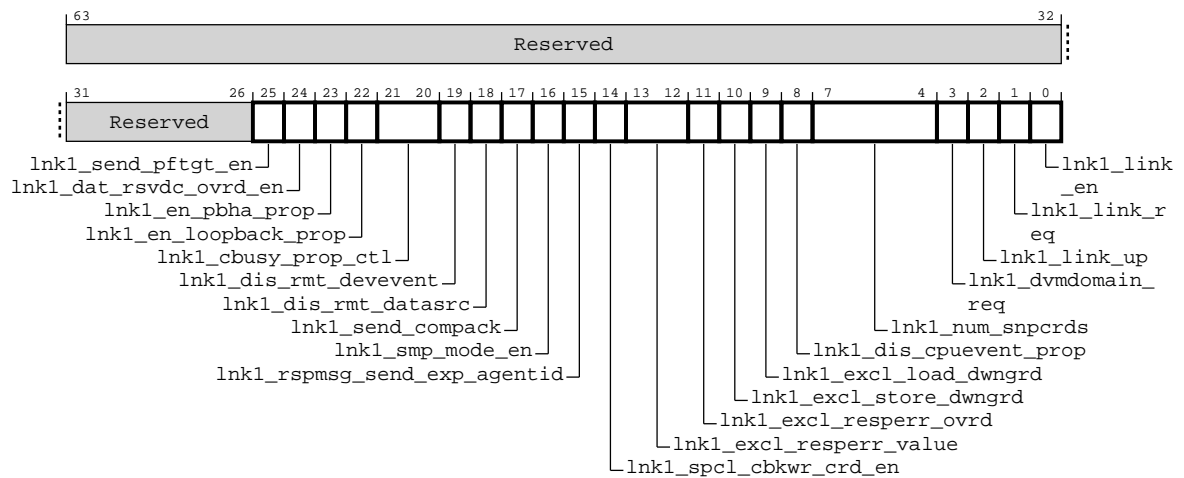 63 32
Reserved
31 26 25 24 23 22 21 20 19 18 17 16 15 14 13 12 11 10 9 8 7 4 3 2 1 0
Reserved
lnk1_send_pftgt_en lnk1_link
lnk1_dat_rsvdc_ovrd_en _en
lnk1_en_pbha_prop lnk1_link_r
lnk1_en_loopback_prop eq
lnk1_cbusy_prop_ctl lnk1_link_up
lnk1_dis_rmt_devevent lnk1_dvmdomain_
lnk1_dis_rmt_datasrc req
lnk1_send_compack lnk1_num_snpcrds
lnk1_smp_mode_en lnk1_dis_cpuevent_prop
lnk1_rspmsg_send_exp_agentid lnk1_excl_load_dwngrd
lnk1_excl_store_dwngrd
lnk1_excl_resperr_ovrd
lnk1_excl_resperr_value
lnk1_spcl_cbkwr_crd_en